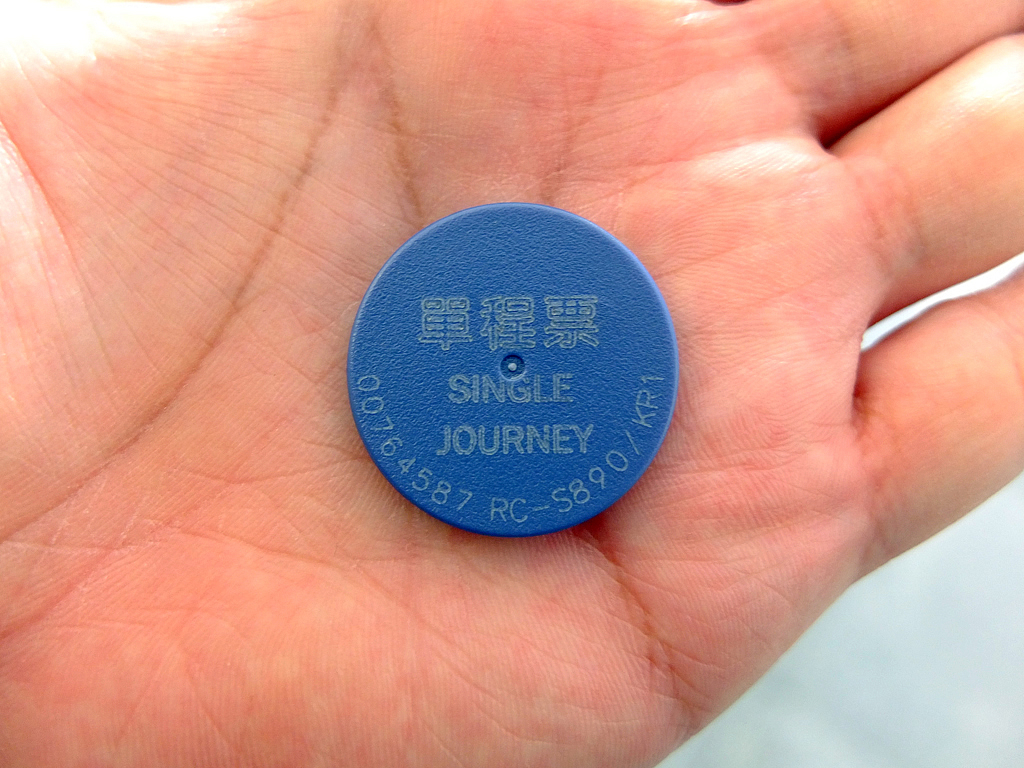 單程票
SINGLE
JOURNEY
00764587 RC-S890/KR1